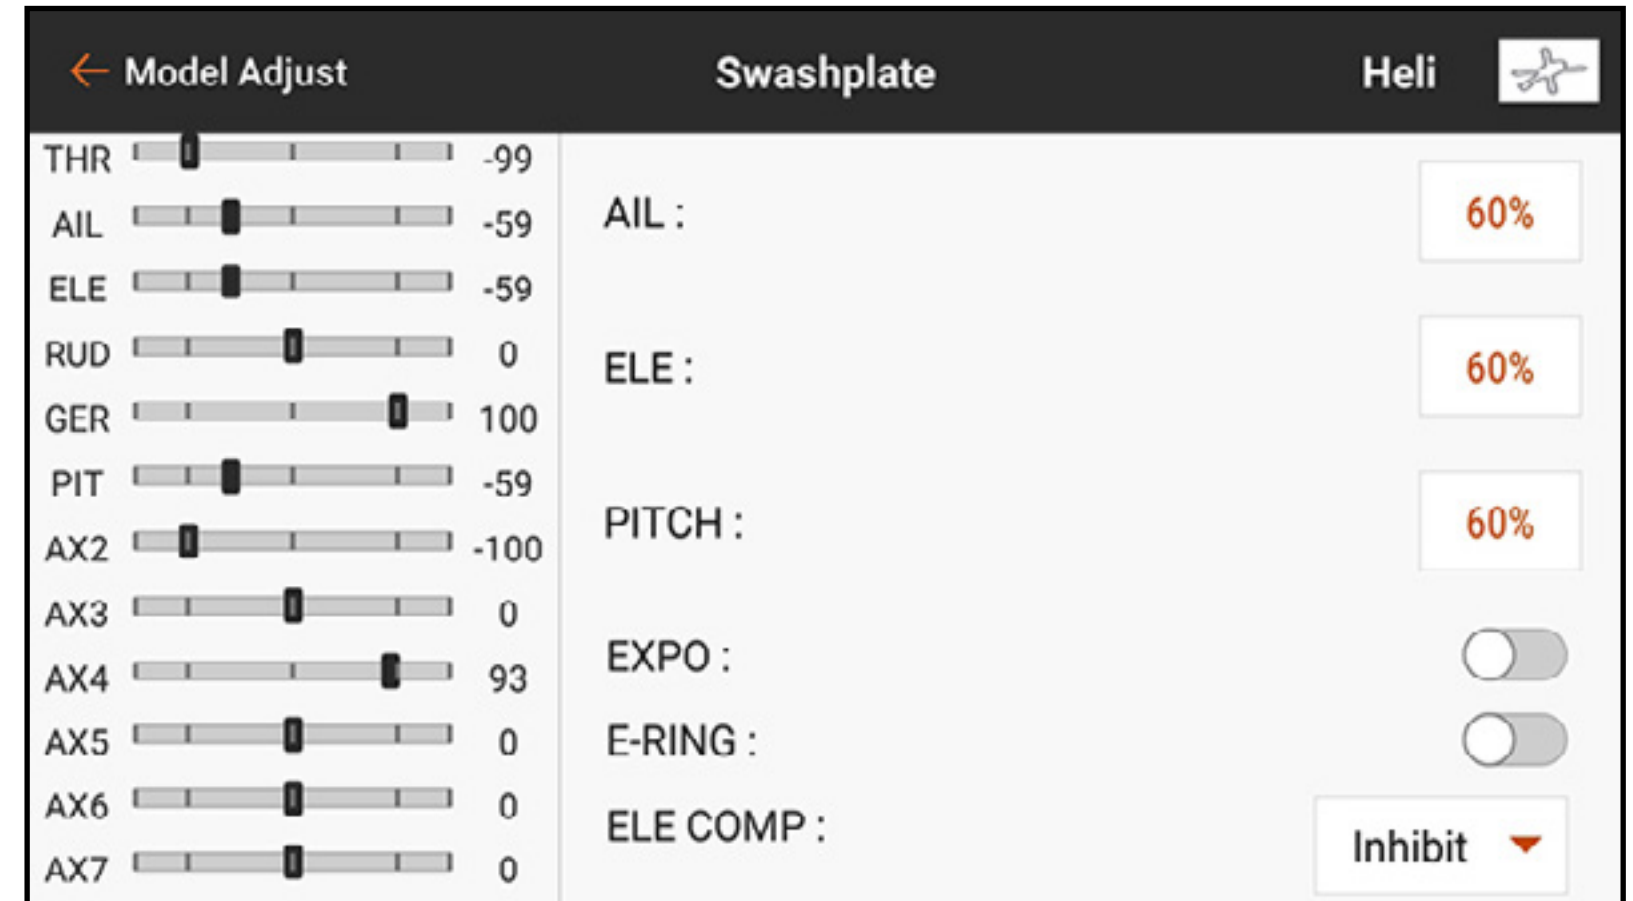 Model Adjust Swashplate Heli
THR -99
AIL -59
ELE -59
RUD 0
GER 100
PIT -59
AX2 -100
AX3 0
AX4 93
AX5 0
AX6 0
AX7 0
AIL : 60%
ELE : 60%
PITCH : 60%
EXPO :
E-RING :
ELE COMP : Inhibit